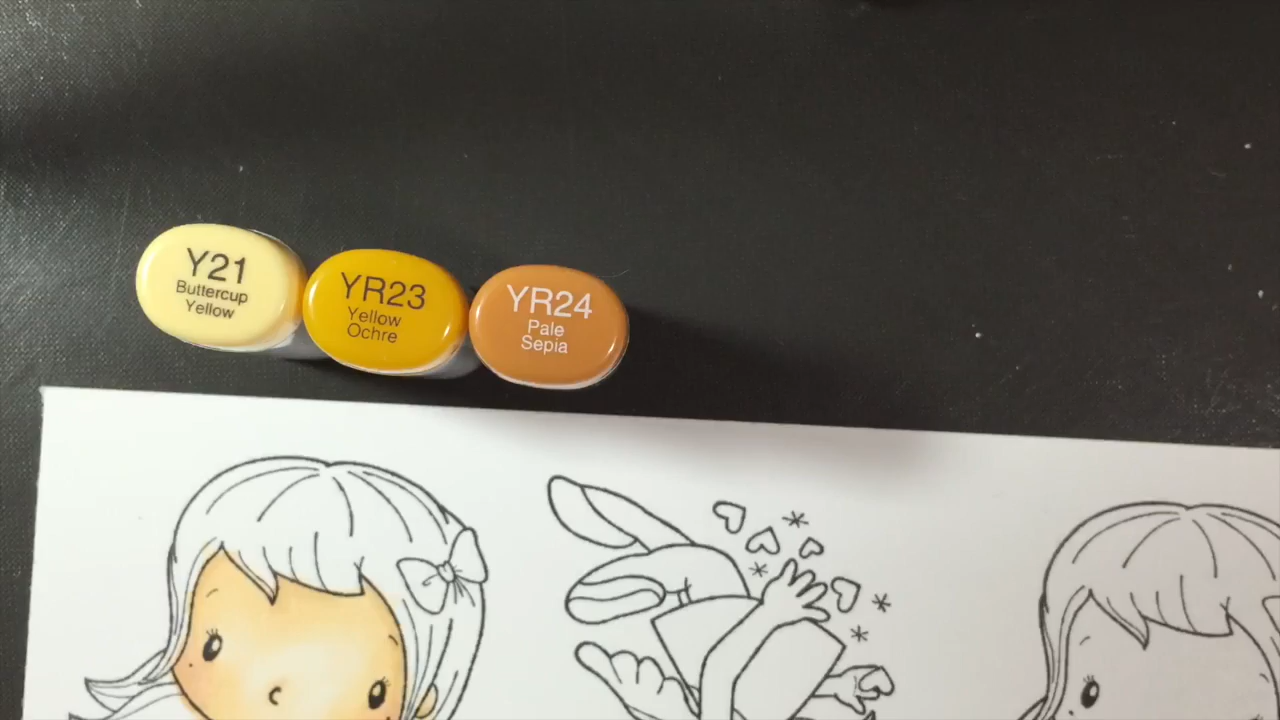 Y21
Buttercup
Yellow
YR23
Yellow
Ochre
YR24
Pale
Sepia